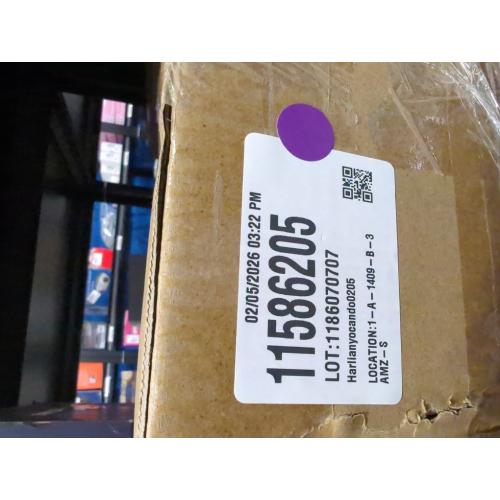 02/05/2026 03:22 PM
11586205
LOT:1186070707
Harllanyocando0205
LOCATION:1-A-1409-B-3
AMZ-S